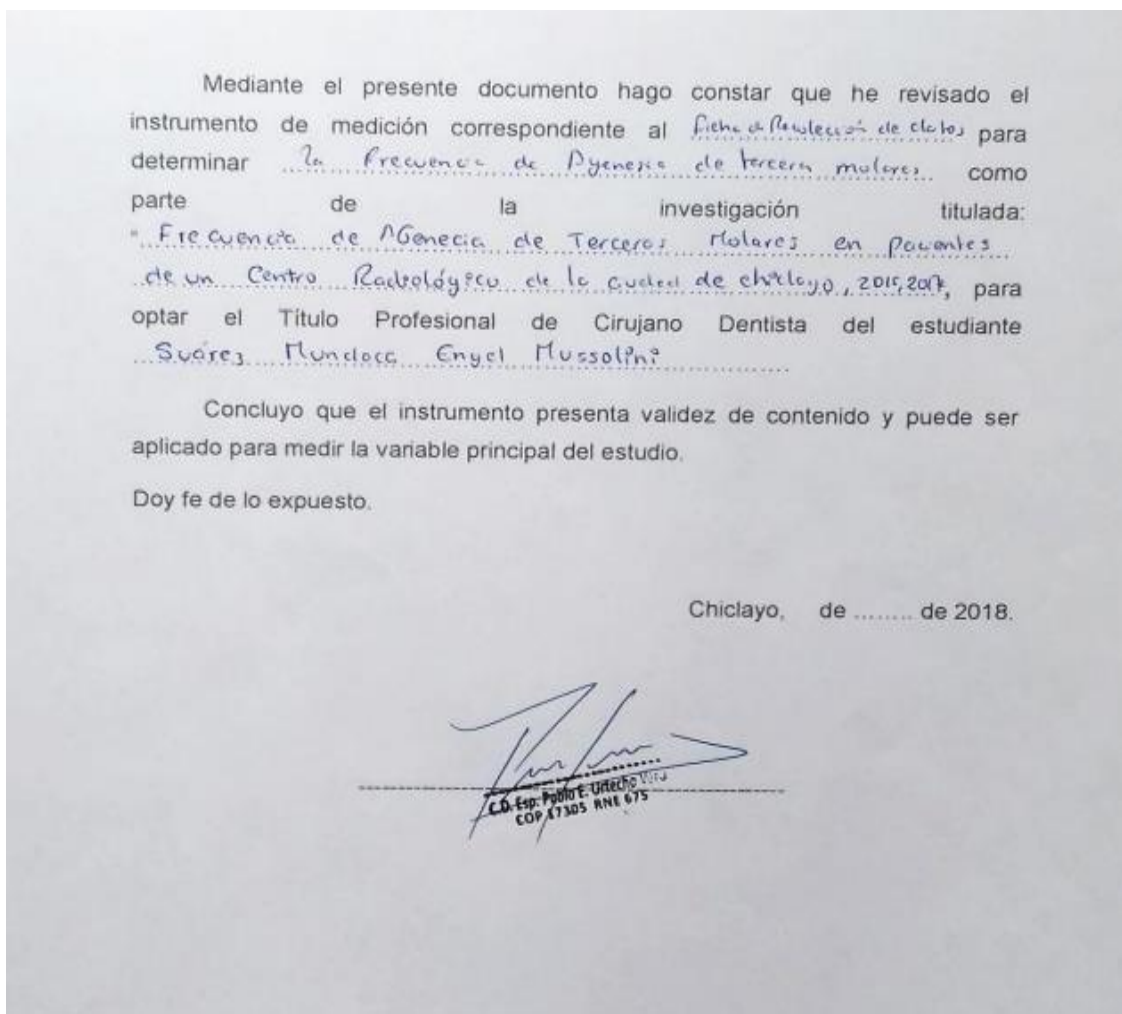 Mediante el presente documento hago constar que he revisado el
instrumento de medición correspondiente al ficha de Recolección de datos para
determinar la Frecuencia de Agenesia de tercera molares como
parte de la investigación titulada:
"Frecuencia de AGenecia de Terceros Molares en pacientes
de un Centro Radiológico de la ciudad de chiclayo, 2017, para
optar el Título Profesional de Cirujano Dentista del estudiante
Suárez Mundaca Enyel Mussolini
Concluyo que el instrumento presenta validez de contenido y puede ser
aplicado para medir la variable principal del estudio.
Doy fe de lo expuesto.
Chiclayo, de ........ de 2018.
C.D. Esp. Pablo E. Urtecho
COP 17305 RNE 675